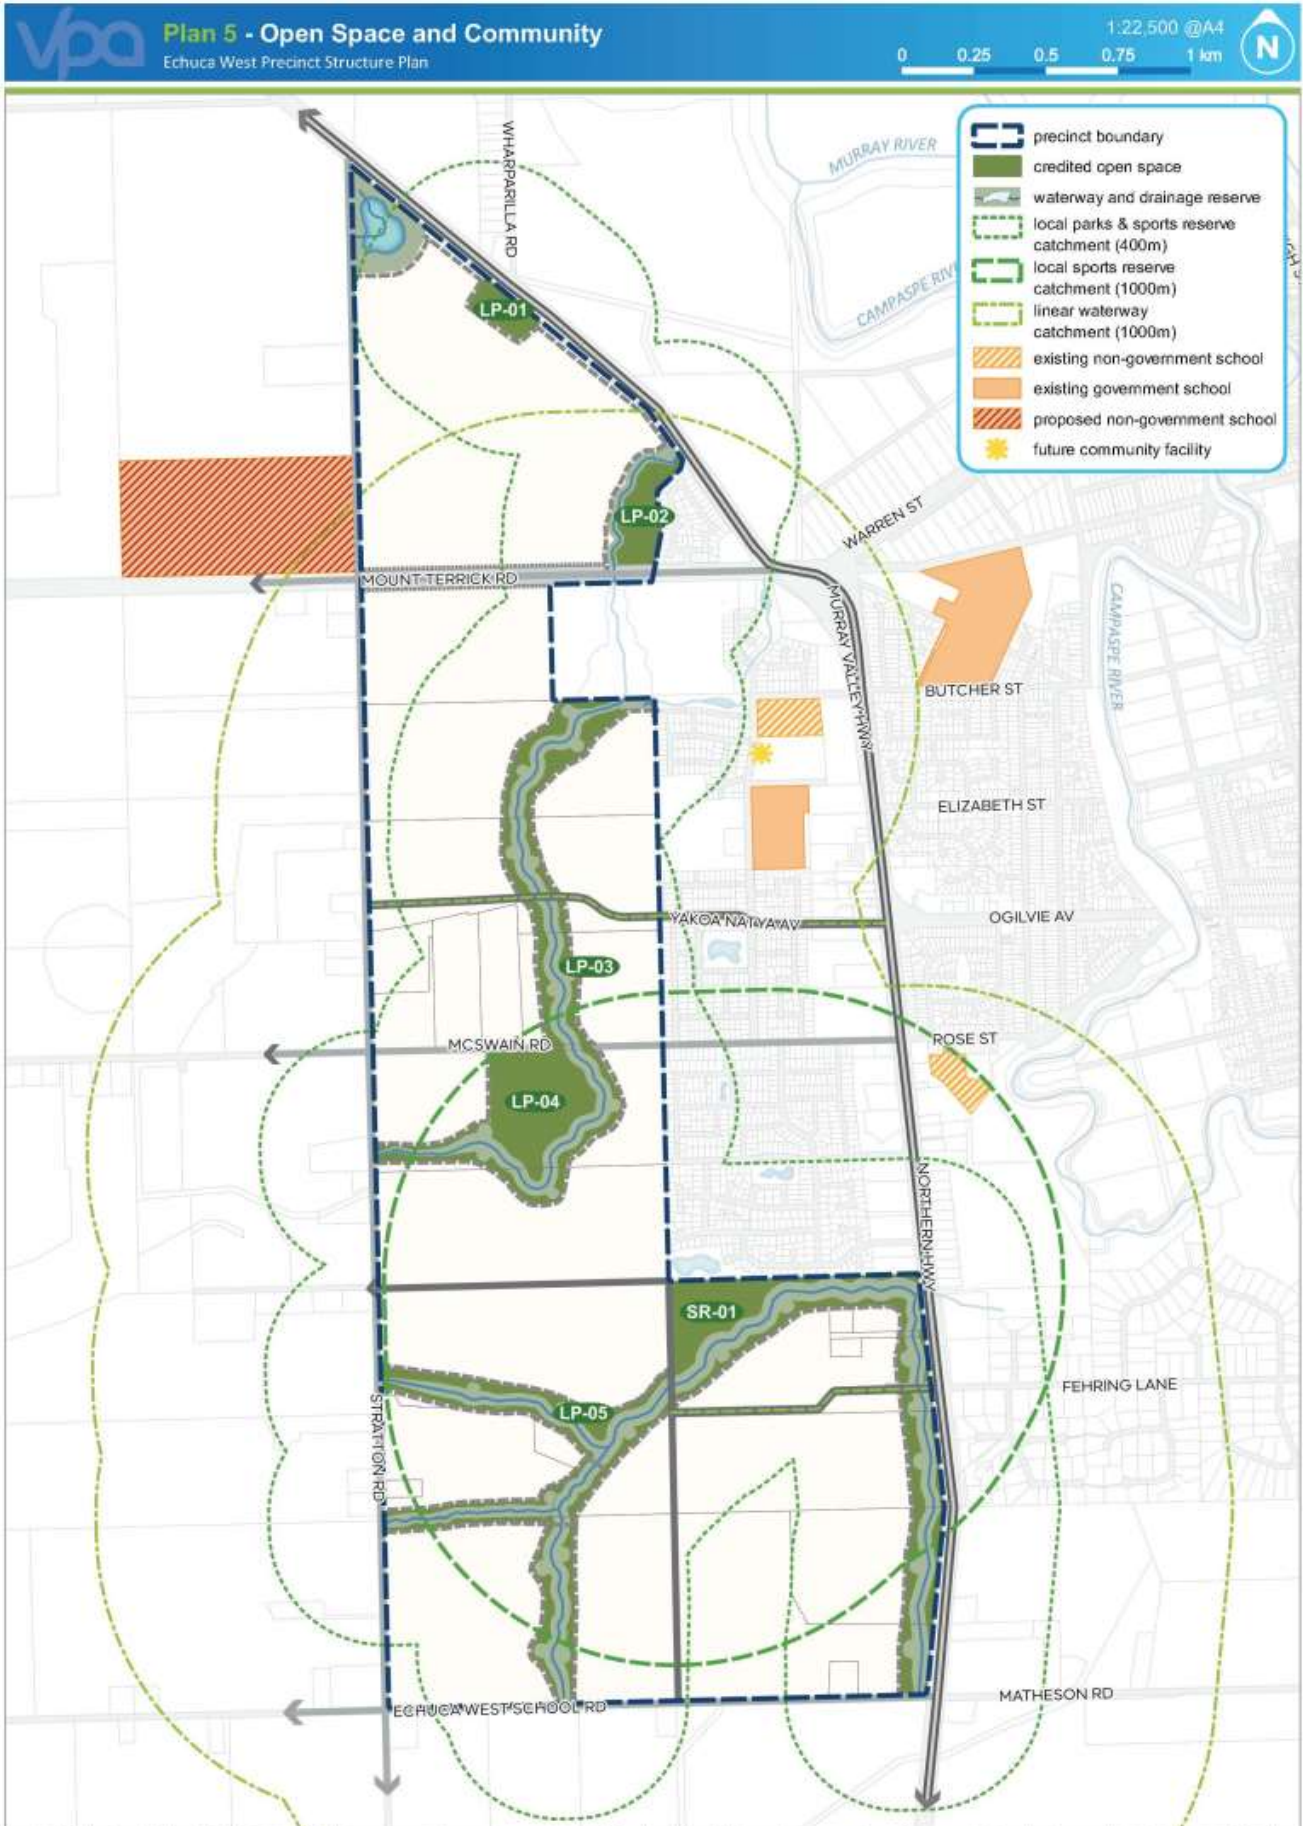 vpa
Plan 5 - Open Space and Community
Echuca West Precinct Structure Plan
1:22,500 @A4
0 0.25 0.5 0.75 1 km
N
precinct boundary
credited open space
waterway and drainage reserve
local parks & sports reserve
catchment (400m)
local sports reserve
catchment (1000m)
linear waterway
catchment (1000m)
existing non-government school
existing government school
proposed non-government school
future community facility
WHARPARILLA RD
MURRAY RIVER
CAMPASPE
LP-01
LP-02
WARREN ST
MOUNT TERRICK RD
MURRAY VALLEY HWY
CAMPASPE RIVER
BUTCHER ST
ELIZABETH ST
YAKOA NATYA AV
OGILVIE AV
LP-03
MCSWAIN RD
ROSE ST
LP-04
NORTHERN HWY
SR-01
FEHRING LANE
STRATTON RD
LP-05
ECHUCA WEST SCHOOL RD
MATHESON RD